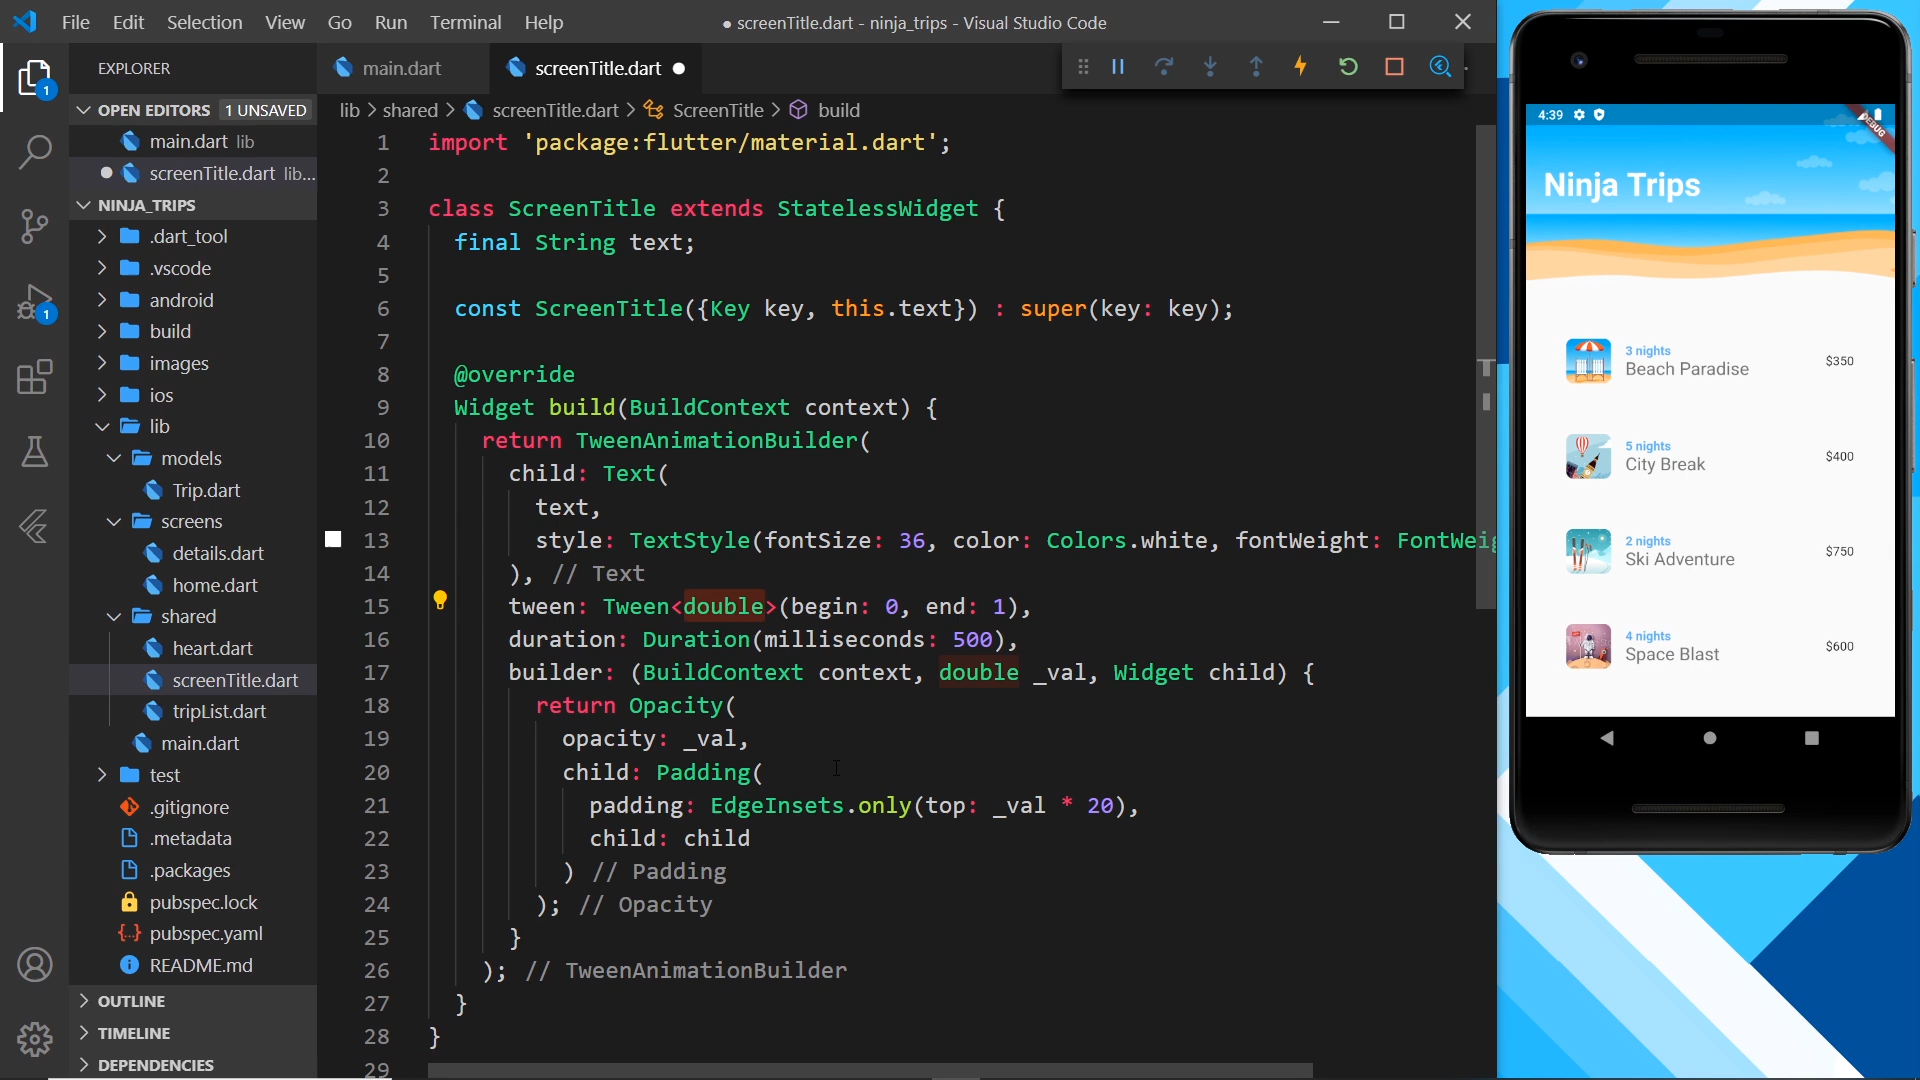 File Edit Selection View Go Run Terminal Help
● screenTitle.dart - ninja_trips - Visual Studio Code
EXPLORER
OPEN EDITORS 1 UNSAVED
main.dart lib
screenTitle.dart lib...
NINJA_TRIPS
.dart_tool
.vscode
android
build
images
ios
lib
models
Trip.dart
screens
details.dart
home.dart
shared
heart.dart
screenTitle.dart
tripList.dart
main.dart
test
.gitignore
.metadata
.packages
pubspec.lock
pubspec.yaml
README.md
OUTLINE
TIMELINE
DEPENDENCIES
1
1
main.dart
screenTitle.dart
lib > shared > screenTitle.dart > ScreenTitle > build
1 import 'package:flutter/material.dart';
2
3 class ScreenTitle extends StatelessWidget {
4 final String text;
5
6 const ScreenTitle({Key key, this.text}) : super(key: key);
7
8 @override
9 Widget build(BuildContext context) {
10 return TweenAnimationBuilder(
11 child: Text(
12 text,
13 style: TextStyle(fontSize: 36, color: Colors.white, fontWeight: FontWeig
14 ), // Text
15 tween: Tween<double>(begin: 0, end: 1),
16 duration: Duration(milliseconds: 500),
17 builder: (BuildContext context, double _val, Widget child) {
18 return Opacity(
19 opacity: _val,
20 child: Padding(
21 padding: EdgeInsets.only(top: _val * 20),
22 child: child
23 ) // Padding
24 ); // Opacity
25 }
26 ); // TweenAnimationBuilder
27 }
28 }
29
4:39
DEBUG
Ninja Trips
3 nights
Beach Paradise
$350
5 nights
City Break
$400
2 nights
Ski Adventure
$750
4 nights
Space Blast
$600